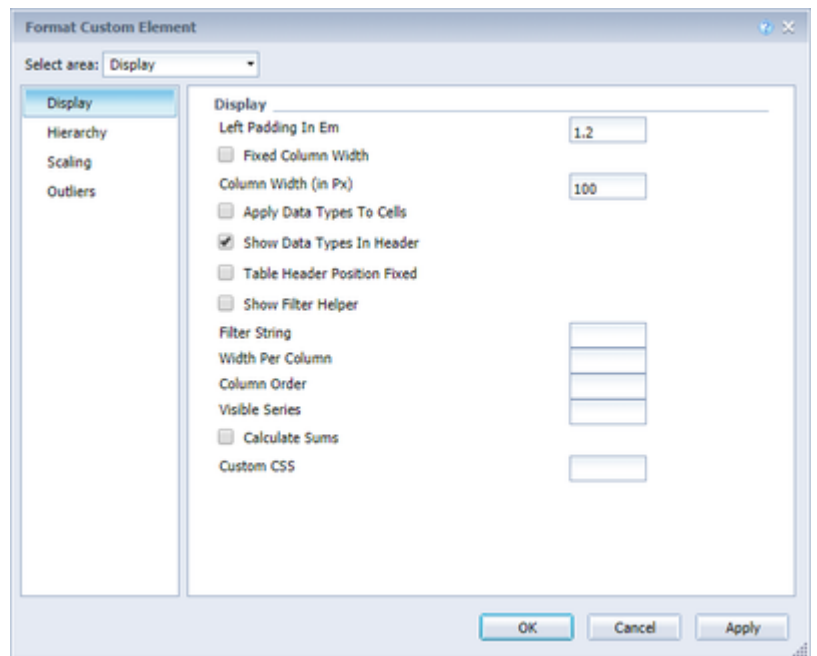 Format Custom Element
Select area: Display
Display
Hierarchy
Scaling
Outliers
Display
Left Padding In Em 1.2
Fixed Column Width
Column Width (in Px) 100
Apply Data Types To Cells
Show Data Types In Header
Table Header Position Fixed
Show Filter Helper
Filter String
Width Per Column
Column Order
Visible Series
Calculate Sums
Custom CSS
OK Cancel Apply